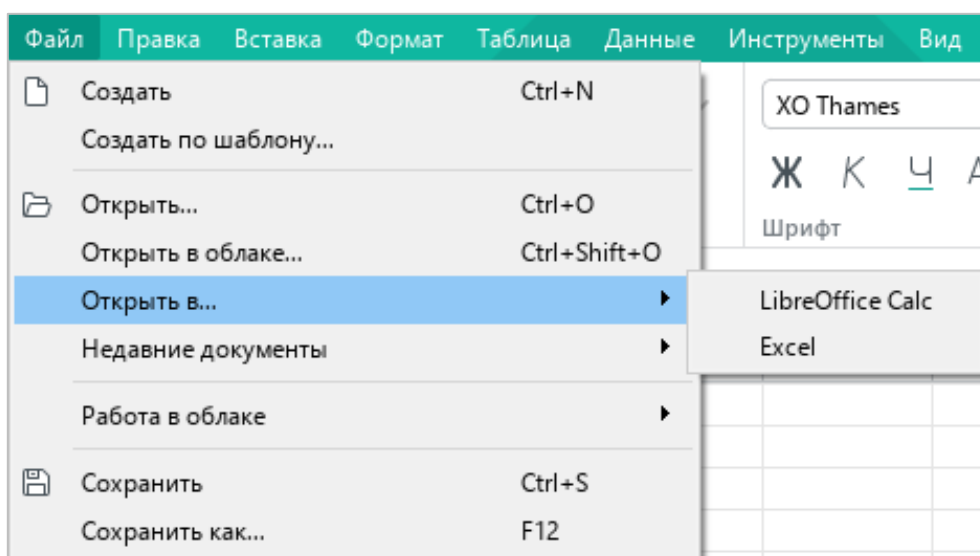 Файл Правка Вставка Формат Таблица Данные Инструменты Вид
Создать Ctrl+N
Создать по шаблону...
Открыть... Ctrl+O
Открыть в облаке... Ctrl+Shift+O
Открыть в...
Недавние документы
Работа в облаке
Сохранить Ctrl+S
Сохранить как... F12
LibreOffice Calc
Excel
XO Thames
Ж К Ч
Шрифт